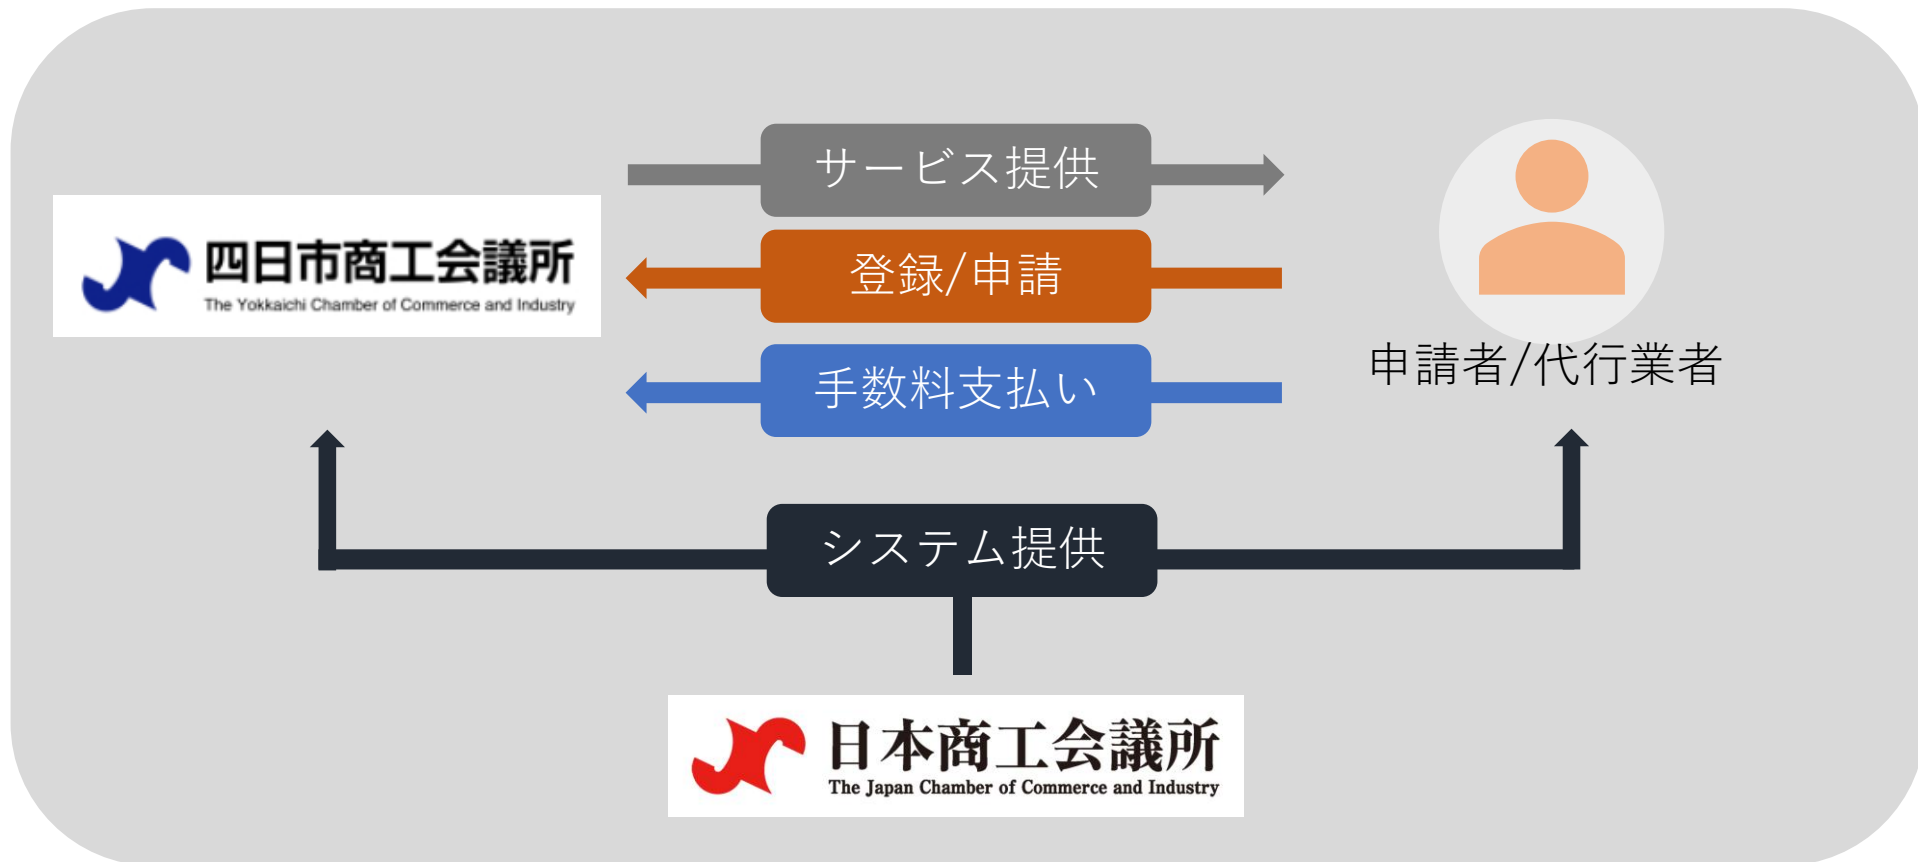 サービス提供
四日市商工会議所
The Yokkaichi Chamber of Commerce and Industry
登録/申請
手数料支払い
申請者/代行業者
システム提供
日本商工会議所
The Japan Chamber of Commerce and Industry